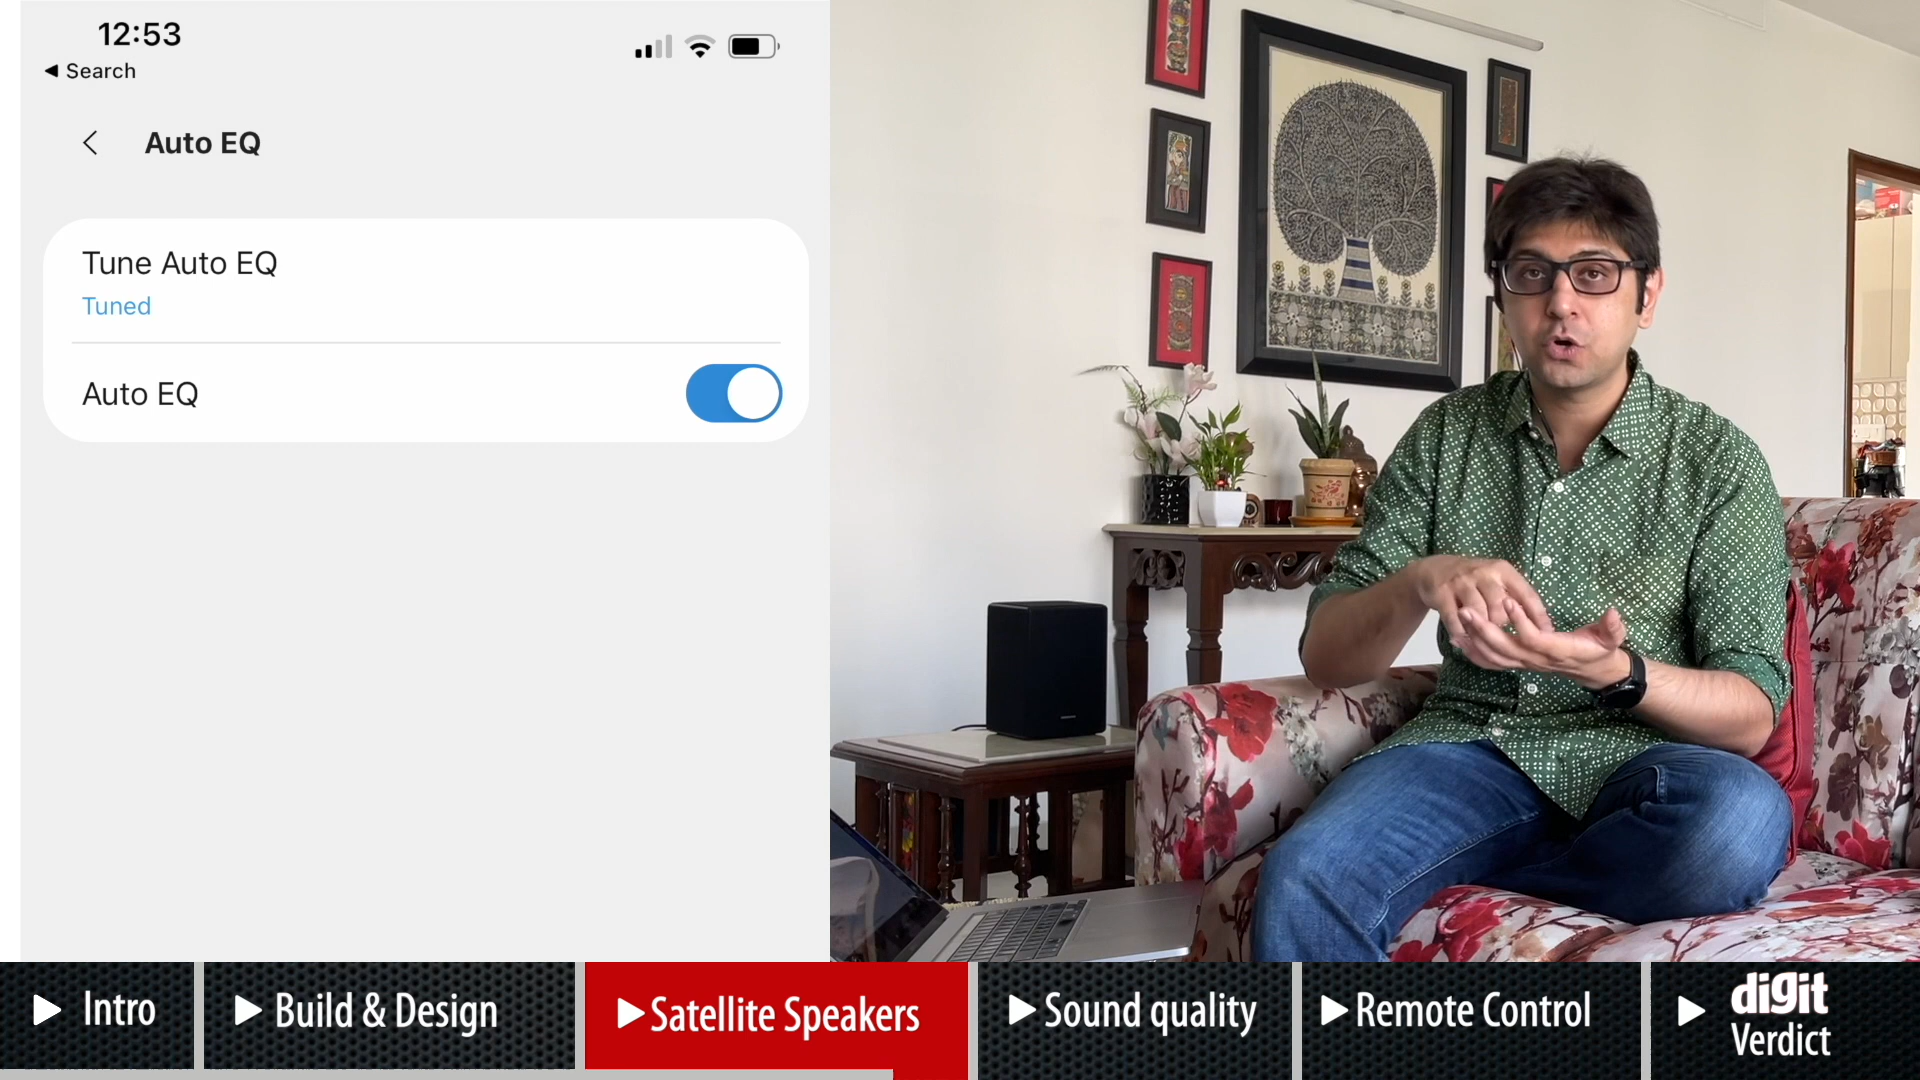 12:53
Search
Auto EQ
Tune Auto EQ
Tuned
Auto EQ
Intro
Build & Design
Satellite Speakers
Sound quality
Remote Control
digit
Verdict